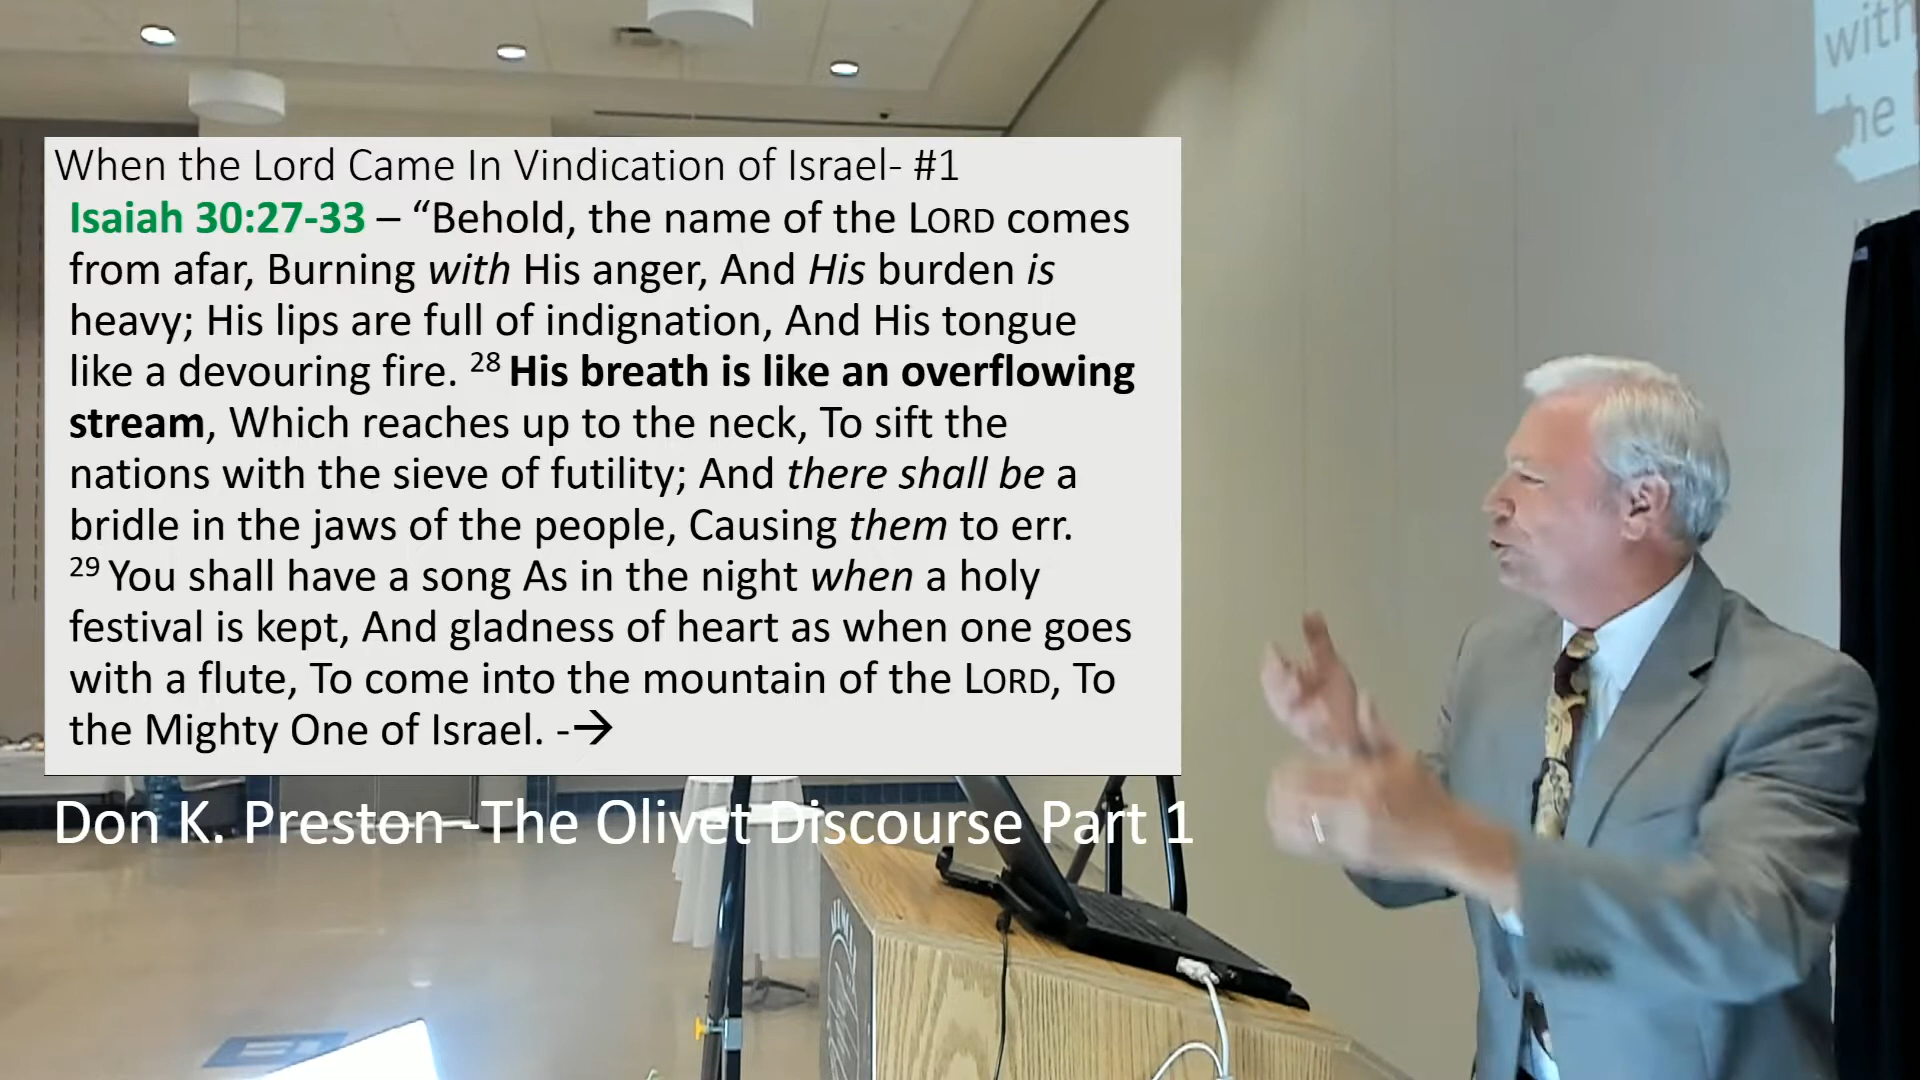 with
the
When the Lord Came In Vindication of Israel- #1
Isaiah 30:27-33 – “Behold, the name of the LORD comes
from afar, Burning with His anger, And His burden is
heavy; His lips are full of indignation, And His tongue
like a devouring fire. 28 His breath is like an overflowing
stream, Which reaches up to the neck, To sift the
nations with the sieve of futility; And there shall be a
bridle in the jaws of the people, Causing them to err.
29 You shall have a song As in the night when a holy
festival is kept, And gladness of heart as when one goes
with a flute, To come into the mountain of the LORD, To
the Mighty One of Israel. -→
Don K. Preston -The Olivet Discourse Part 1